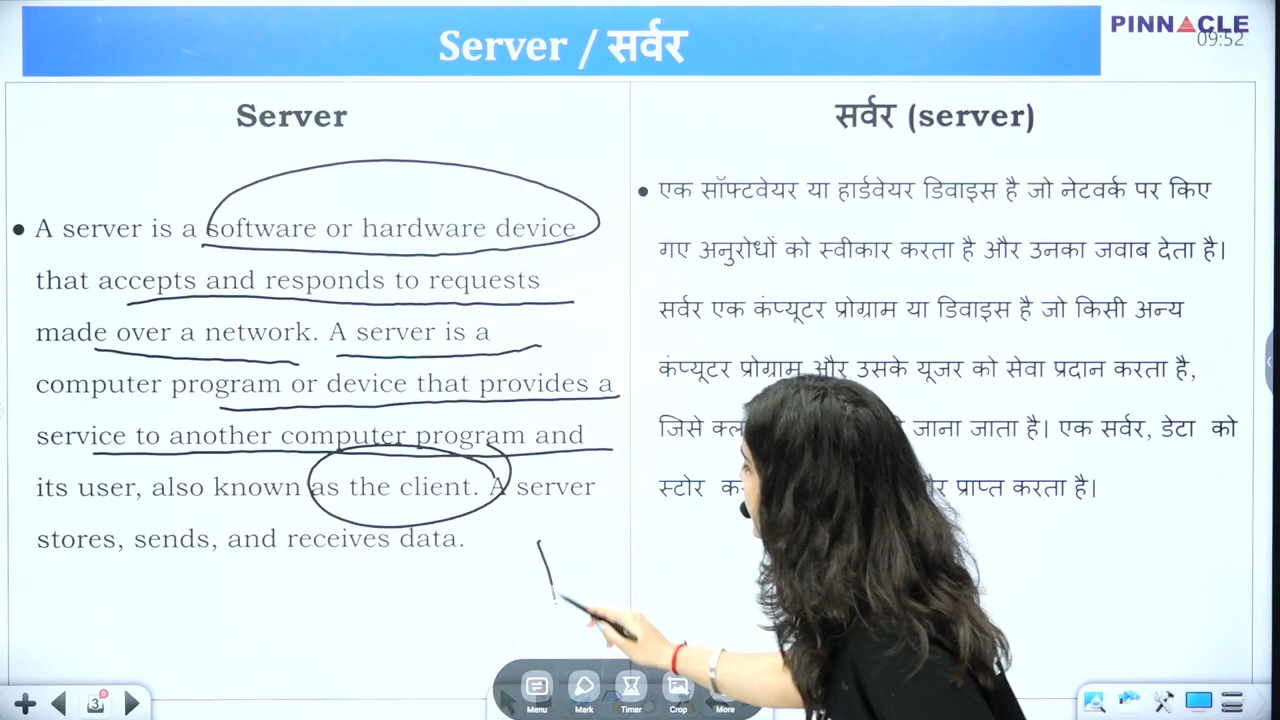 Server / सर्वर
PINNACLE
09:52
Server
सर्वर (server)
● A server is a software or hardware device
that accepts and responds to requests
made over a network. A server is a
computer program or device that provides a
service to another computer program and
its user, also known as the client. A server
stores, sends, and receives data.
● एक सॉफ्टवेयर या हार्डवेयर डिवाइस है जो नेटवर्क पर किए
गए अनुरोधों को स्वीकार करता है और उनका जवाब देता है।
सर्वर एक कंप्यूटर प्रोग्राम या डिवाइस है जो किसी अन्य
कंप्यूटर प्रोग्राम और उसके यूजर को सेवा प्रदान करता है,
जिसे जाना जाता है। एक सर्वर, डेटा को
स्टोर प्राप्त करता है।
3
0
Menu
Mark
Timer
Crop
More